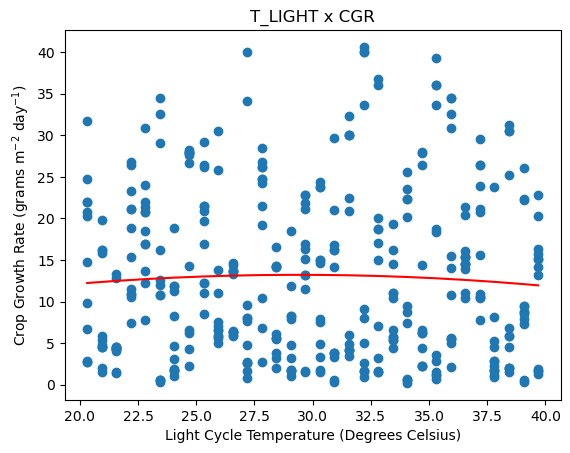 T_LIGHT x CGR
Crop Growth Rate (grams m⁻² day⁻¹)
40
35
30
25
20
15
10
5
0
20.0 22.5 25.0 27.5 30.0 32.5 35.0 37.5 40.0
Light Cycle Temperature (Degrees Celsius)